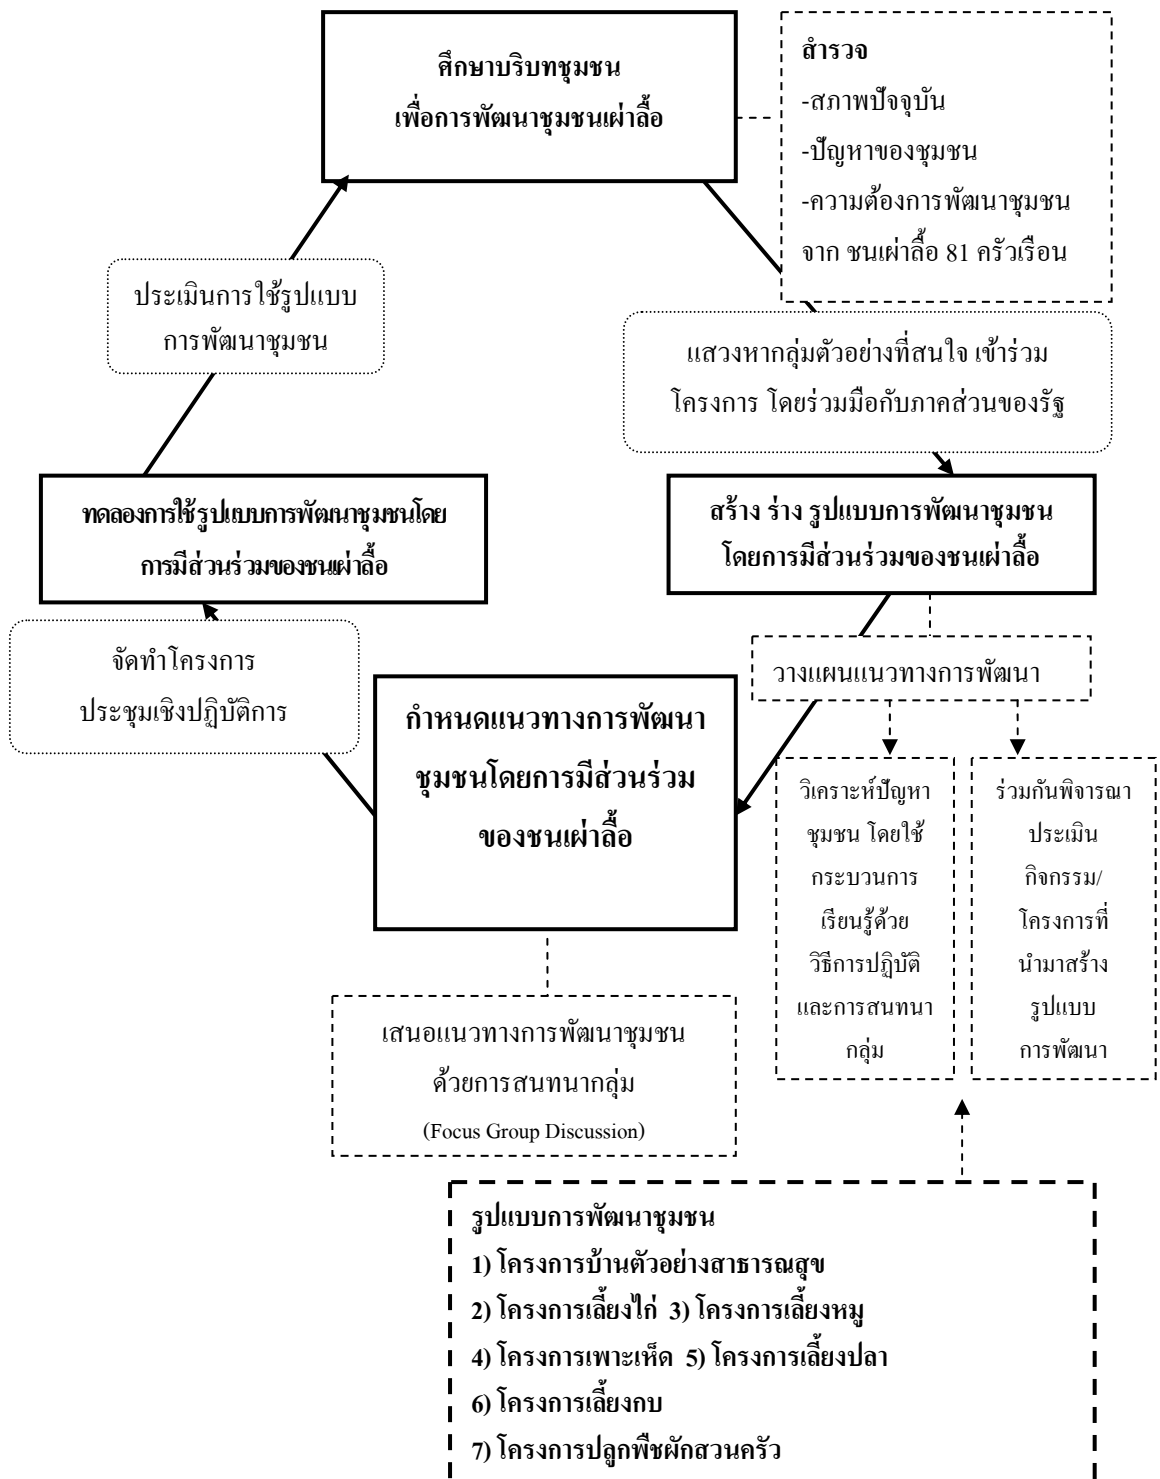 ศึกษาบริบทชุมชน
เพื่อการพัฒนาชุมชนเผ่าลื้อ
สำรวจ
-สภาพปัจจุบัน
-ปัญหาของชุมชน
-ความต้องการพัฒนาชุมชน
จาก ชนเผ่าลื้อ 81 ครัวเรือน
ประเมินการใช้รูปแบบ
การพัฒนาชุมชน
แสวงหากลุ่มตัวอย่างที่สนใจ เข้าร่วม
โครงการ โดยร่วมมือกับภาคส่วนของรัฐ
ทดลองการใช้รูปแบบการพัฒนาชุมชนโดย
การมีส่วนร่วมของชนเผ่าลื้อ
สร้าง ร่าง รูปแบบการพัฒนาชุมชน
โดยการมีส่วนร่วมของชนเผ่าลื้อ
จัดทำโครงการ
ประชุมเชิงปฏิบัติการ
วางแผนแนวทางการพัฒนา
กำหนดแนวทางการพัฒนา
ชุมชนโดยการมีส่วนร่วม
ของชนเผ่าลื้อ
วิเคราะห์ปัญหา
ชุมชน โดยใช้
กระบวนการ
เรียนรู้ด้วย
วิธีการปฏิบัติ
และการสนทนา
กลุ่ม
ร่วมกันพิจารณา
ประเมิน
กิจกรรม/
โครงการที่
นำมาสร้าง
รูปแบบ
การพัฒนา
เสนอแนวทางการพัฒนาชุมชน
ด้วยการสนทนากลุ่ม
(Focus Group Discussion)
รูปแบบการพัฒนาชุมชน
1) โครงการบ้านตัวอย่างสาธารณสุข
2) โครงการเลี้ยงไก่ 3) โครงการเลี้ยงหมู
4) โครงการเพาะเห็ด 5) โครงการเลี้ยงปลา
6) โครงการเลี้ยงกบ
7) โครงการปลูกพืชผักสวนครัว